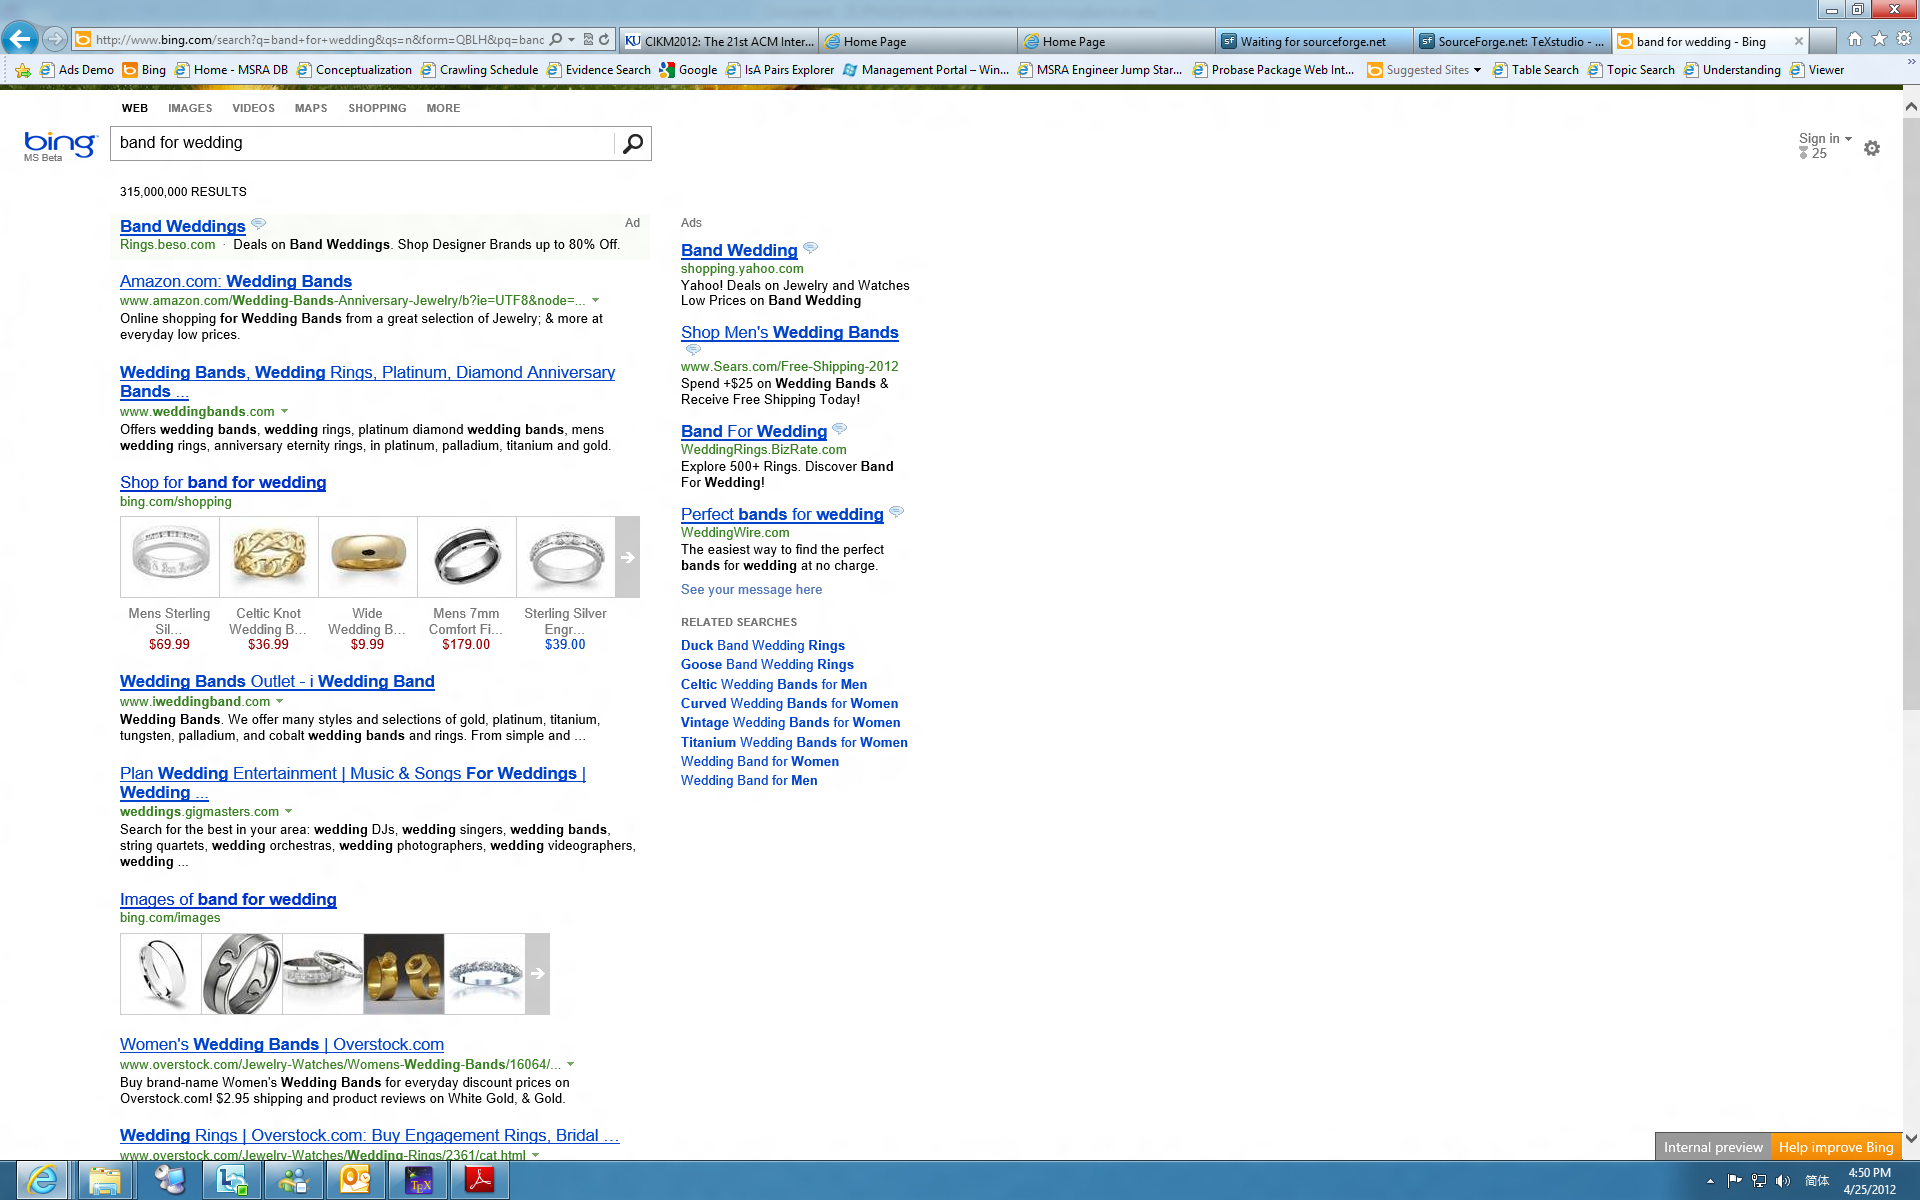 http://www.bing.com/search?q=band+for+wedding&qs=n&form=QBLH&pq=banc
KU CIKM2012: The 21st ACM Inter...
Home Page
Home Page
sf Waiting for sourceforge.net
sf SourceForge.net: TeXstudio - ...
band for wedding - Bing
Ads Demo
Bing
Home - MSRA DB
Conceptualization
Crawling Schedule
Evidence Search
Google
IsA Pairs Explorer
Management Portal – Win...
MSRA Engineer Jump Star...
Probase Package Web Int...
Suggested Sites
Table Search
Topic Search
Understanding
Viewer
WEB IMAGES VIDEOS MAPS SHOPPING MORE
bing
MS Beta
band for wedding
Sign in
25
315,000,000 RESULTS
Band Weddings
Ad
Rings.beso.com · Deals on Band Weddings. Shop Designer Brands up to 80% Off.
Amazon.com: Wedding Bands
www.amazon.com/Wedding-Bands-Anniversary-Jewelry/b?ie=UTF8&node=...
Online shopping for Wedding Bands from a great selection of Jewelry; & more at
everyday low prices.
Wedding Bands, Wedding Rings, Platinum, Diamond Anniversary
Bands ...
www.weddingbands.com
Offers wedding bands, wedding rings, platinum diamond wedding bands, mens
wedding rings, anniversary eternity rings, in platinum, palladium, titanium and gold.
Shop for band for wedding
bing.com/shopping
Mens Sterling
Sil...
$69.99
Celtic Knot
Wedding B...
$36.99
Wide
Wedding B...
$9.99
Mens 7mm
Comfort Fi...
$179.00
Sterling Silver
Engr...
$39.00
Wedding Bands Outlet - i Wedding Band
www.iweddingband.com
Wedding Bands. We offer many styles and selections of gold, platinum, titanium,
tungsten, palladium, and cobalt wedding bands and rings. From simple and ...
Plan Wedding Entertainment | Music & Songs For Weddings |
Wedding ...
weddings.gigmasters.com
Search for the best in your area: wedding DJs, wedding singers, wedding bands,
string quartets, wedding orchestras, wedding photographers, wedding videographers,
wedding ...
Images of band for wedding
bing.com/images
Women's Wedding Bands | Overstock.com
www.overstock.com/Jewelry-Watches/Womens-Wedding-Bands/16064/...
Buy brand-name Women's Wedding Bands for everyday discount prices on
Overstock.com! $2.95 shipping and product reviews on White Gold, & Gold.
Wedding Rings | Overstock.com: Buy Engagement Rings, Bridal ...
www.overstock.com/Jewelry-Watches/Wedding-Rings/2361/cat.html
Ads
Band Wedding
shopping.yahoo.com
Yahoo! Deals on Jewelry and Watches
Low Prices on Band Wedding
Shop Men's Wedding Bands
www.Sears.com/Free-Shipping-2012
Spend +$25 on Wedding Bands &
Receive Free Shipping Today!
Band For Wedding
WeddingRings.BizRate.com
Explore 500+ Rings. Discover Band
For Wedding!
Perfect bands for wedding
WeddingWire.com
The easiest way to find the perfect
bands for wedding at no charge.
See your message here
RELATED SEARCHES
Duck Band Wedding Rings
Goose Band Wedding Rings
Celtic Wedding Bands for Men
Curved Wedding Bands for Women
Vintage Wedding Bands for Women
Titanium Wedding Bands for Women
Wedding Band for Women
Wedding Band for Men
Internal preview
Help improve Bing
TEX
简体
4:50 PM
4/25/2012